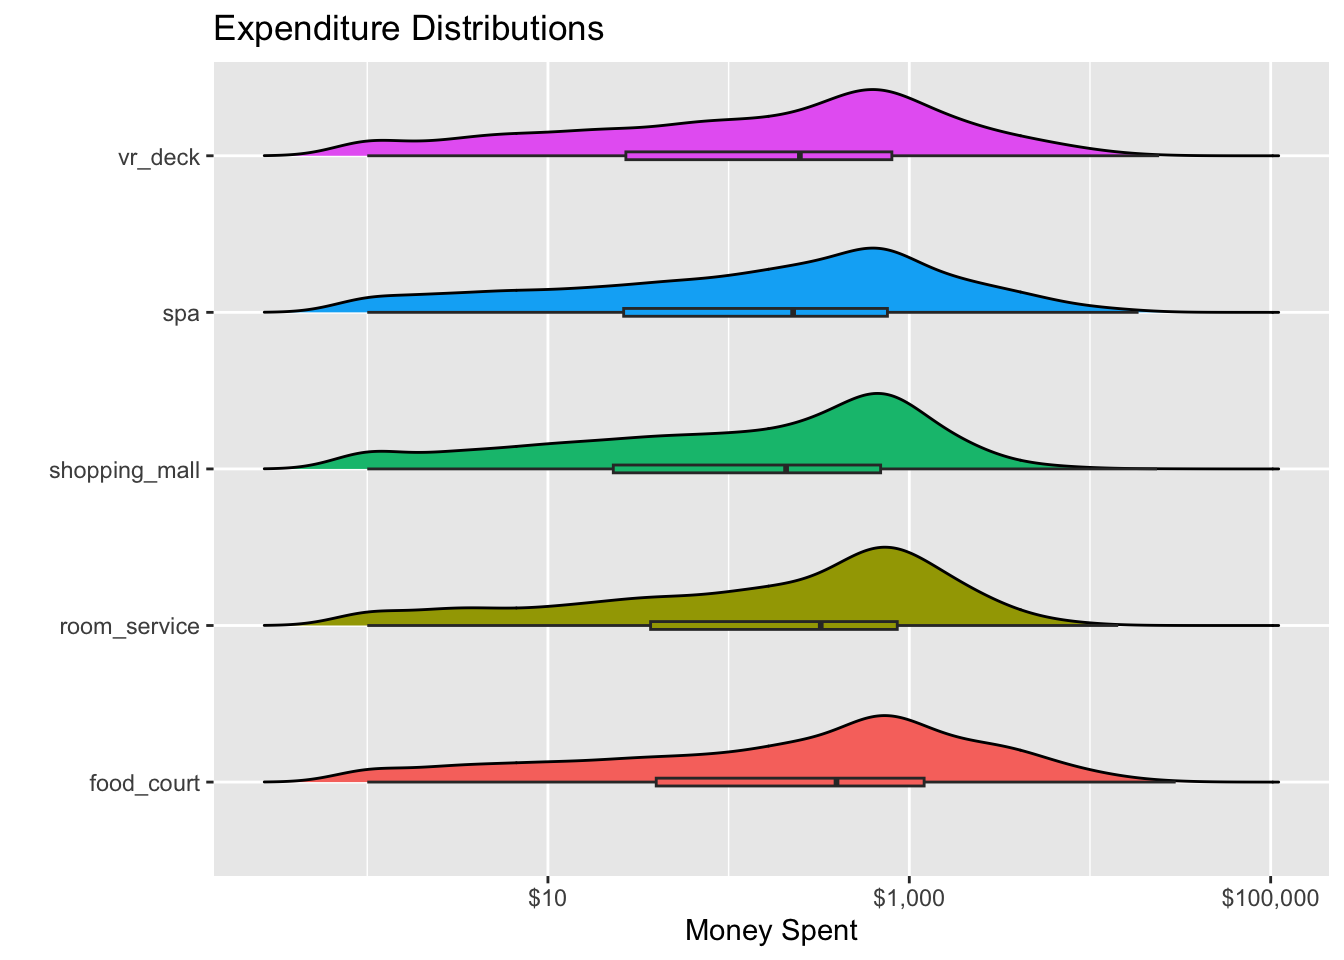 Expenditure Distributions
vr_deck
spa
shopping_mall
room_service
food_court
$10
$1,000
$100,000
Money Spent